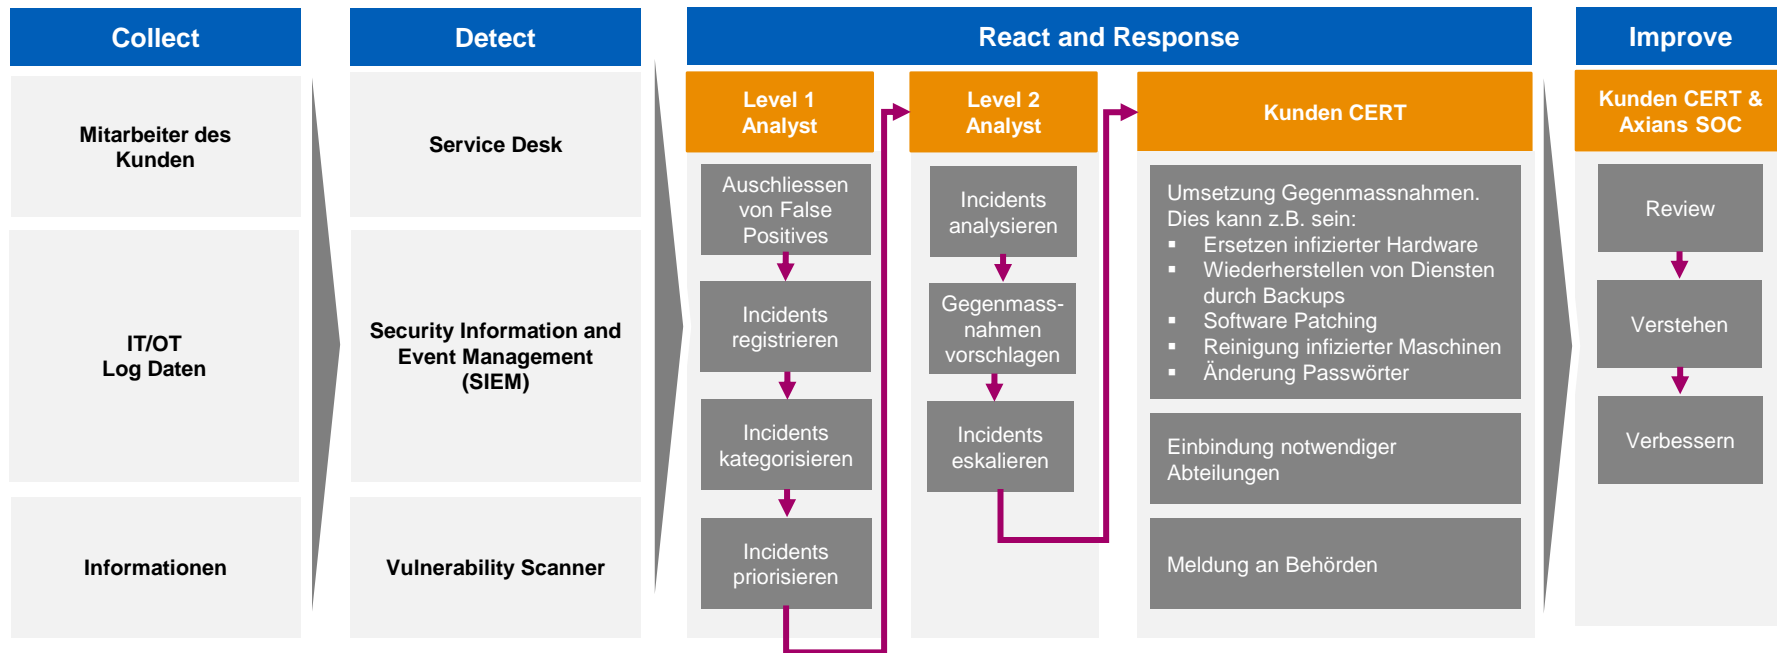 Collect
Mitarbeiter des
Kunden
IT/OT
Log Daten
Informationen
Detect
Service Desk
Security Information and
Event Management
(SIEM)
Vulnerability Scanner
React and Response
Level 1
Analyst
Auschliessen
von False
Positives
Incidents
registrieren
Incidents
kategorisieren
Incidents
priorisieren
Level 2
Analyst
Incidents
analysieren
Gegenmass-
nahmen
vorschlagen
Incidents
eskalieren
Kunden CERT
Umsetzung Gegenmassnahmen.
Dies kann z.B. sein:
▪ Ersetzen infizierter Hardware
▪ Wiederherstellen von Diensten
durch Backups
▪ Software Patching
▪ Reinigung infizierter Maschinen
▪ Änderung Passwörter
Einbindung notwendiger
Abteilungen
Meldung an Behörden
Improve
Kunden CERT &
Axians SOC
Review
Verstehen
Verbessern